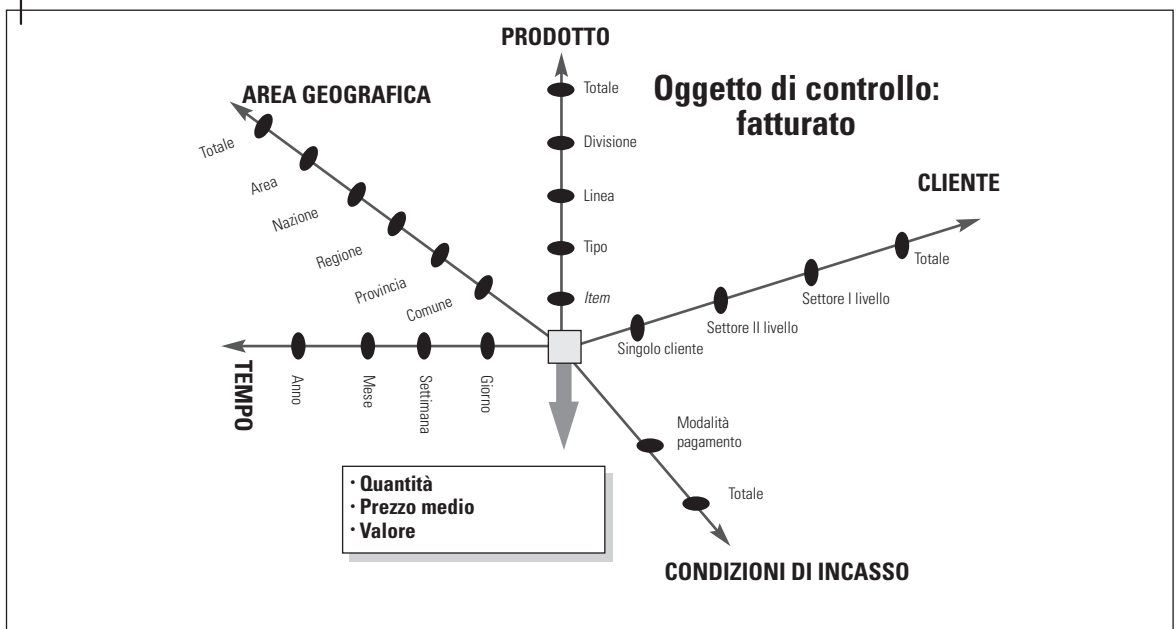 PRODOTTO
Oggetto di controllo:
fatturato
AREA GEOGRAFICA
Totale
Area
Nazione
Regione
Provincia
Comune
Totale
Divisione
Linea
Tipo
Item
CLIENTE
Totale
Settore I livello
Settore II livello
Singolo cliente
TEMPO
Anno
Mese
Settimana
Giorno
Modalità
pagamento
Totale
CONDIZIONI DI INCASSO
· Quantità
· Prezzo medio
· Valore